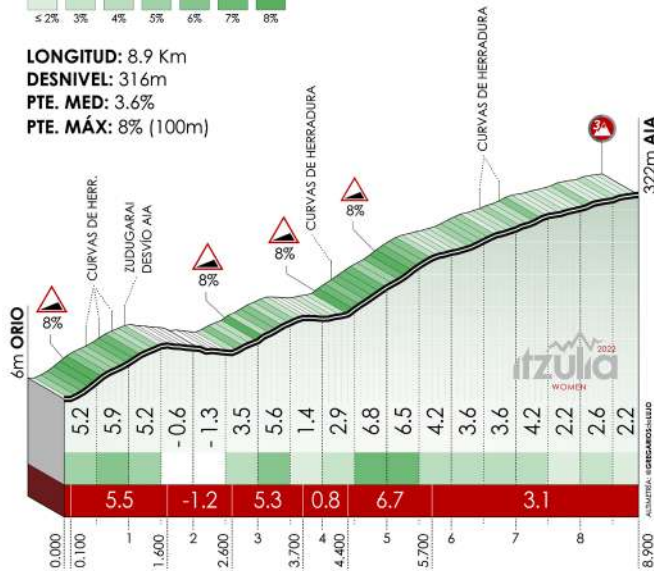 ≤ 2% 3% 4% 5% 6% 7% 8%
LONGITUD: 8.9 Km
DESNIVEL: 316m
PTE. MED: 3.6%
PTE. MÁX: 8% (100m)
CURVAS DE HERR.
ZUDUGARAI
DESVÍO AIA
CURVAS DE HERRADURA
CURVAS DE HERRADURA
3ª
322m AIA
8%
8%
8%
8%
6m ORIO
itzulia
2022
WOMEN
5.2 5.9 5.2 - 0.6 - 1.3 3.5 5.6 1.4 2.9 6.8 6.5 4.2 3.6 3.6 4.2 2.2 2.6 2.2
5.5 -1.2 5.3 0.8 6.7 3.1
0.000 0.100 1 1.600 2 2.600 3 3.700 4.400 5 5.700 6 7 8 8.900